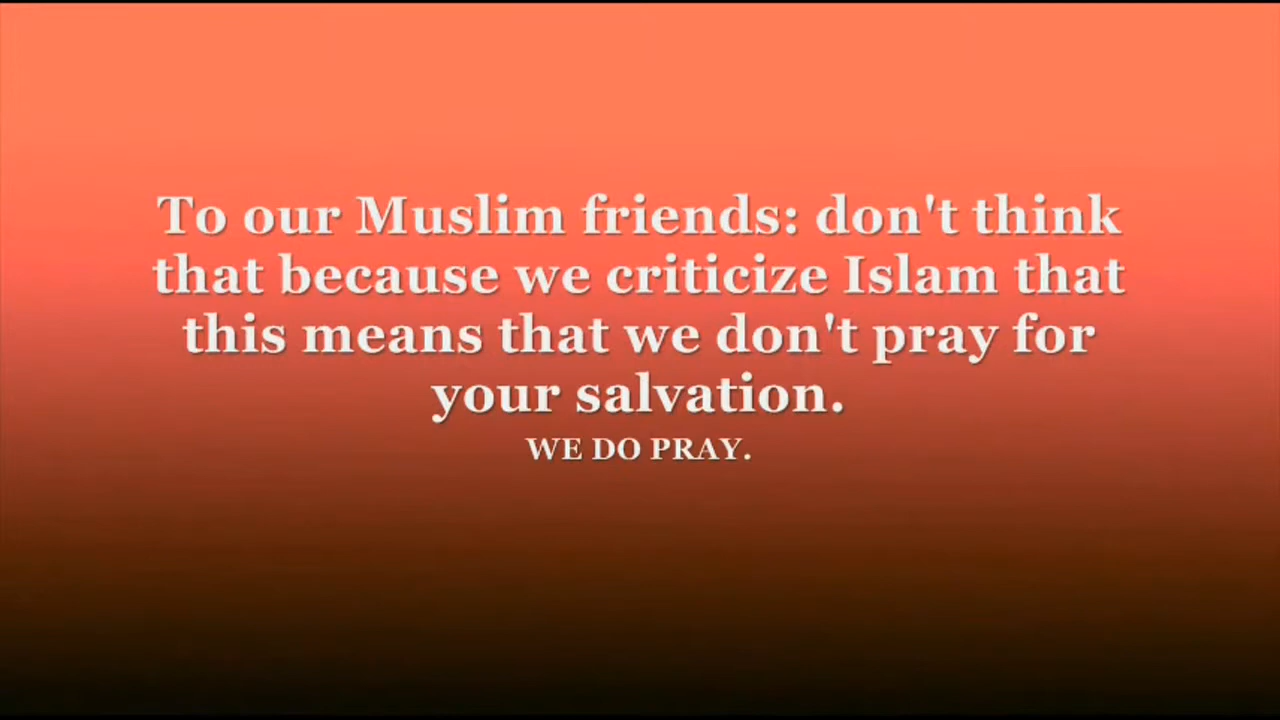 To our Muslim friends: don't think
that because we criticize Islam that
this means that we don't pray for
your salvation.
WE DO PRAY.